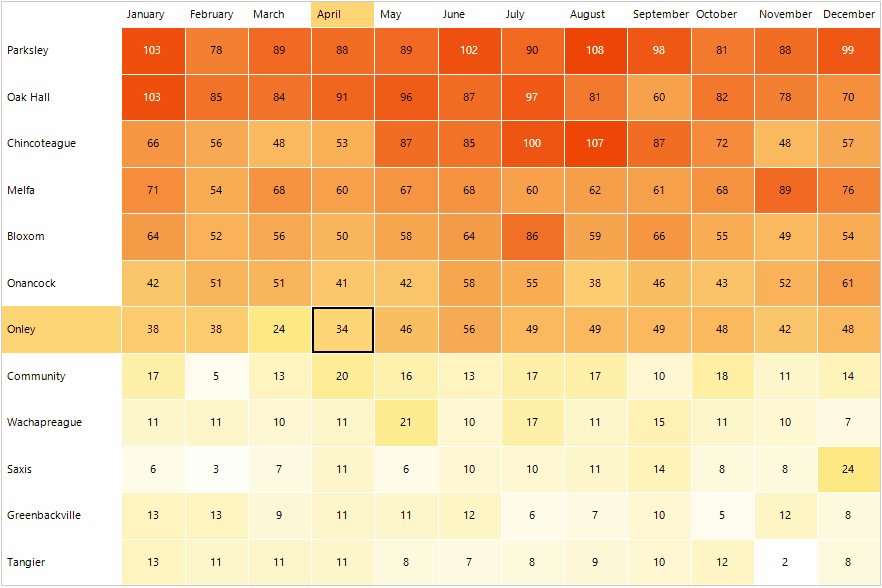 January February March April May June July August September October November December
Parksley 103 78 89 88 89 102 90 108 98 81 88 99
Oak Hall 103 85 84 91 96 87 97 81 60 82 78 70
Chincoteague 66 56 48 53 87 85 100 107 87 72 48 57
Melfa 71 54 68 60 67 68 60 62 61 68 89 76
Bloxom 64 52 56 50 58 64 86 59 66 55 49 54
Onancock 42 51 51 41 42 58 55 38 46 43 52 61
Onley 38 38 24 34 46 56 49 49 49 48 42 48
Community 17 5 13 20 16 13 17 17 10 18 11 14
Wachapreague 11 11 10 11 21 10 17 11 15 11 10 7
Saxis 6 3 7 11 6 10 10 11 14 8 8 24
Greenbackville 13 13 9 11 11 12 6 7 10 5 12 8
Tangier 13 11 11 11 8 7 8 9 10 12 2 8